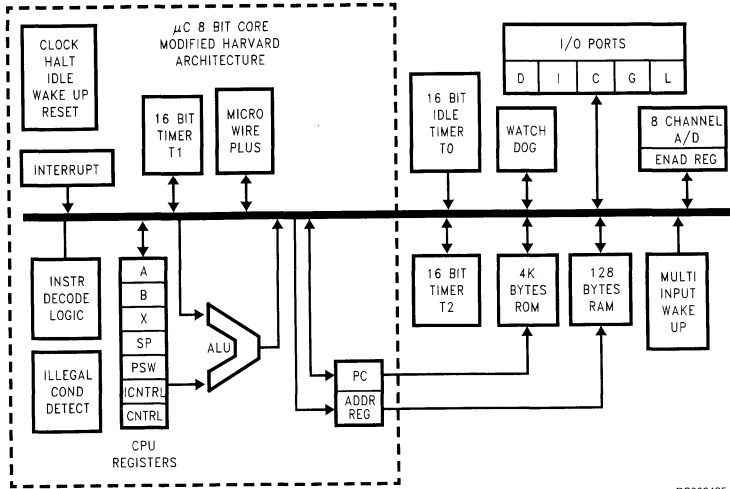 μC 8 BIT CORE
MODIFIED HARVARD
ARCHITECTURE
CLOCK
HALT
IDLE
WAKE UP
RESET
INTERRUPT
16 BIT
TIMER
T1
MICRO
WIRE
PLUS
16 BIT
IDLE
TIMER
T0
WATCH
DOG
I/O PORTS
D I C G L
8 CHANNEL
A/D
ENAD REG
INSTR
DECODE
LOGIC
ILLEGAL
COND
DETECT
A
B
X
SP
PSW
ICNTRL
CNTRL
CPU
REGISTERS
ALU
PC
ADDR
REG
16 BIT
TIMER
T2
4K
BYTES
ROM
128
BYTES
RAM
MULTI
INPUT
WAKE
UP